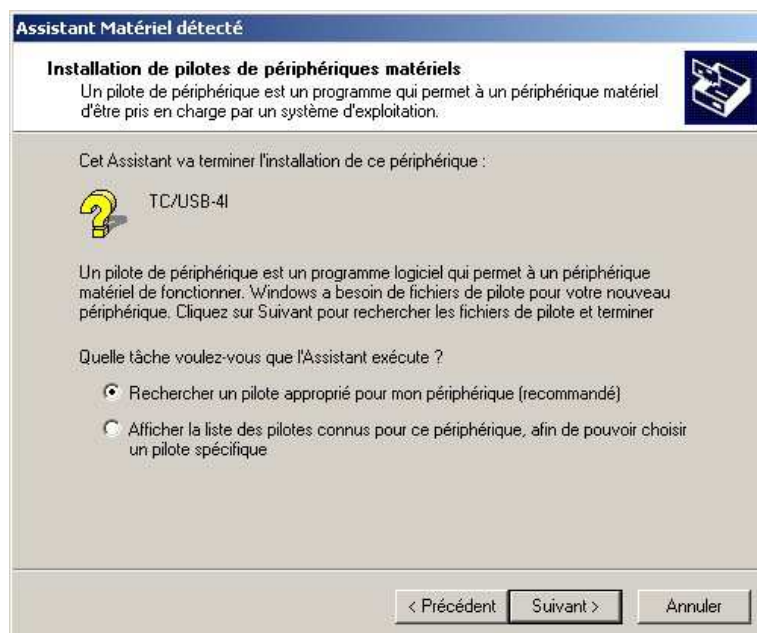 Assistant Matériel détecté
Installation de pilotes de périphériques matériels
Un pilote de périphérique est un programme qui permet à un périphérique matériel
d'être pris en charge par un système d'exploitation.
Cet Assistant va terminer l'installation de ce périphérique :
TC/USB-4I
Un pilote de périphérique est un programme logiciel qui permet à un périphérique
matériel de fonctionner. Windows a besoin de fichiers de pilote pour votre nouveau
périphérique. Cliquez sur Suivant pour rechercher les fichiers de pilote et terminer
Quelle tâche voulez-vous que l'Assistant exécute ?
Rechercher un pilote approprié pour mon périphérique (recommandé)
Afficher la liste des pilotes connus pour ce périphérique, afin de pouvoir choisir
un pilote spécifique
< Précédent Suivant > Annuler